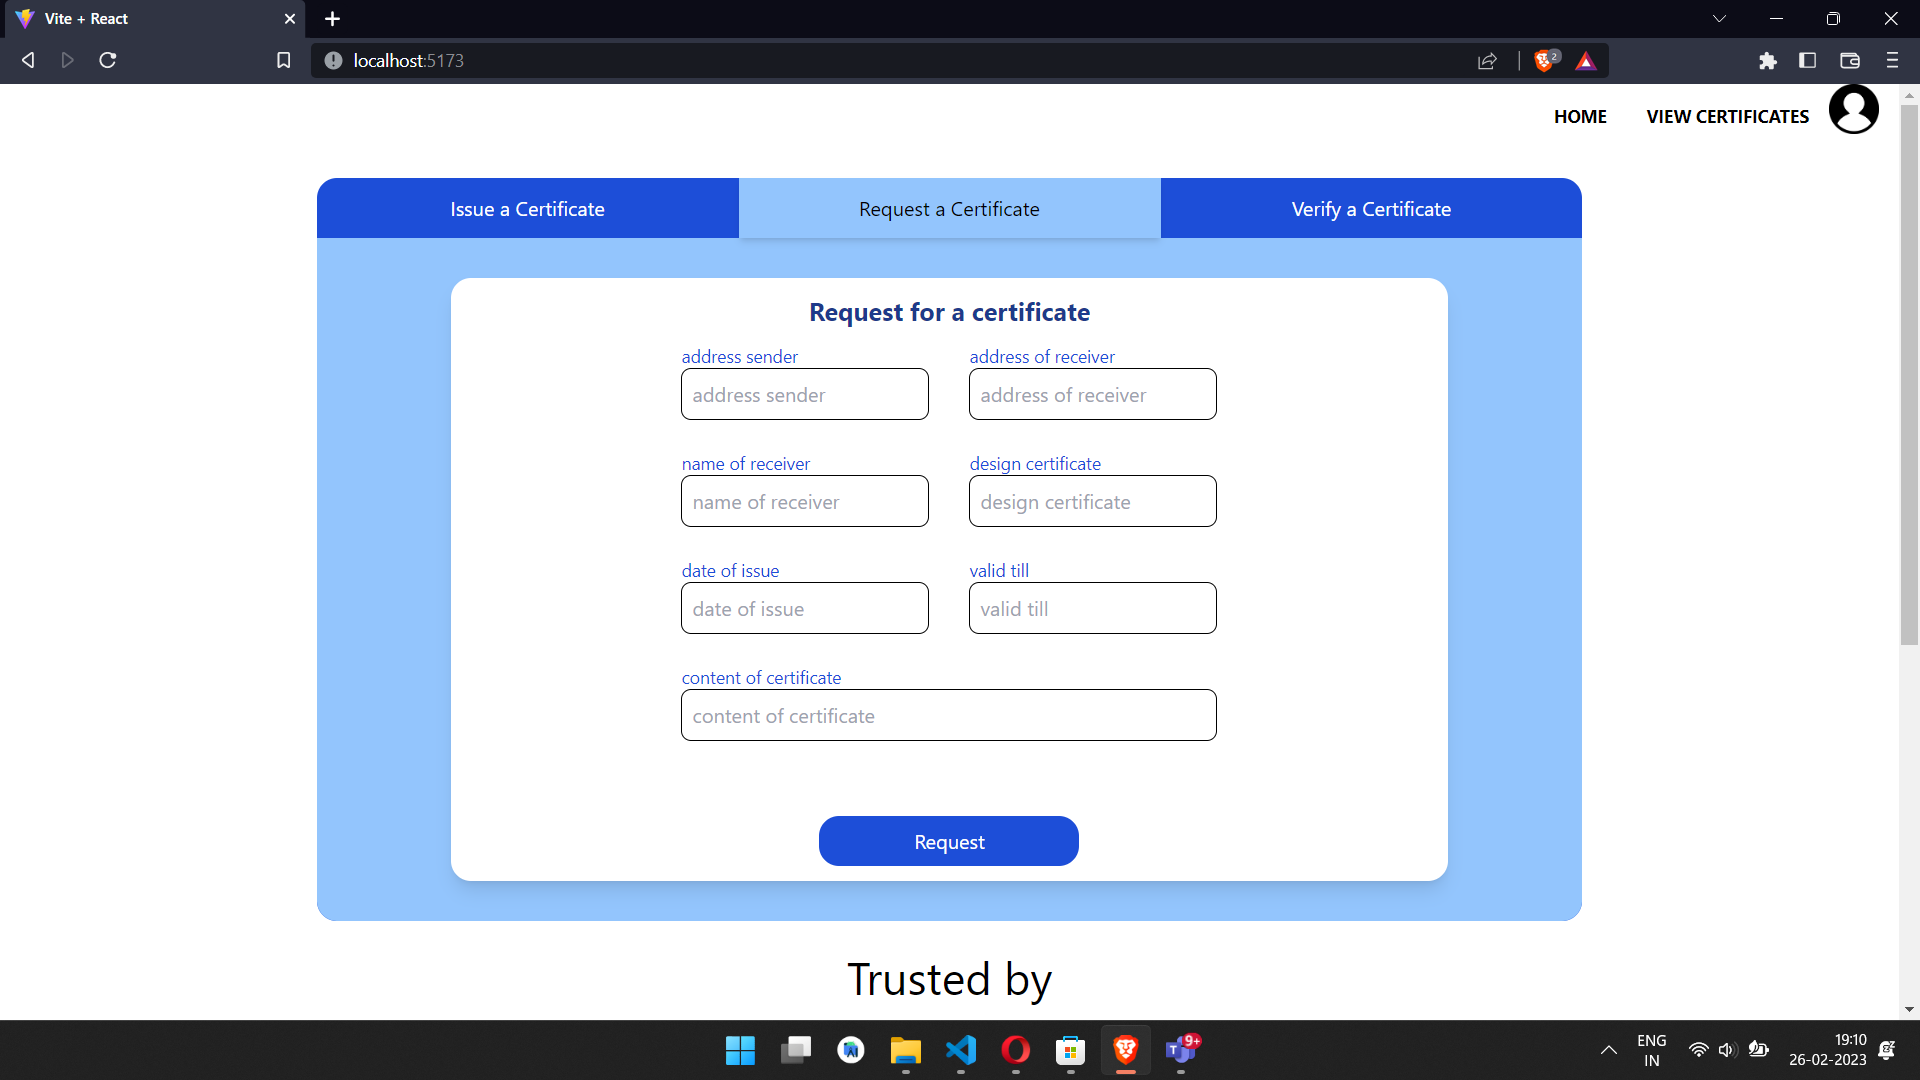 Vite + React
localhost:5173
2
HOME
VIEW CERTIFICATES
Issue a Certificate
Request a Certificate
Verify a Certificate
Request for a certificate
address sender
address of receiver
address sender
address of receiver
name of receiver
design certificate
name of receiver
design certificate
date of issue
valid till
date of issue
valid till
content of certificate
content of certificate
Request
Trusted by
9+
T
ENG
IN
19:10
26-02-2023